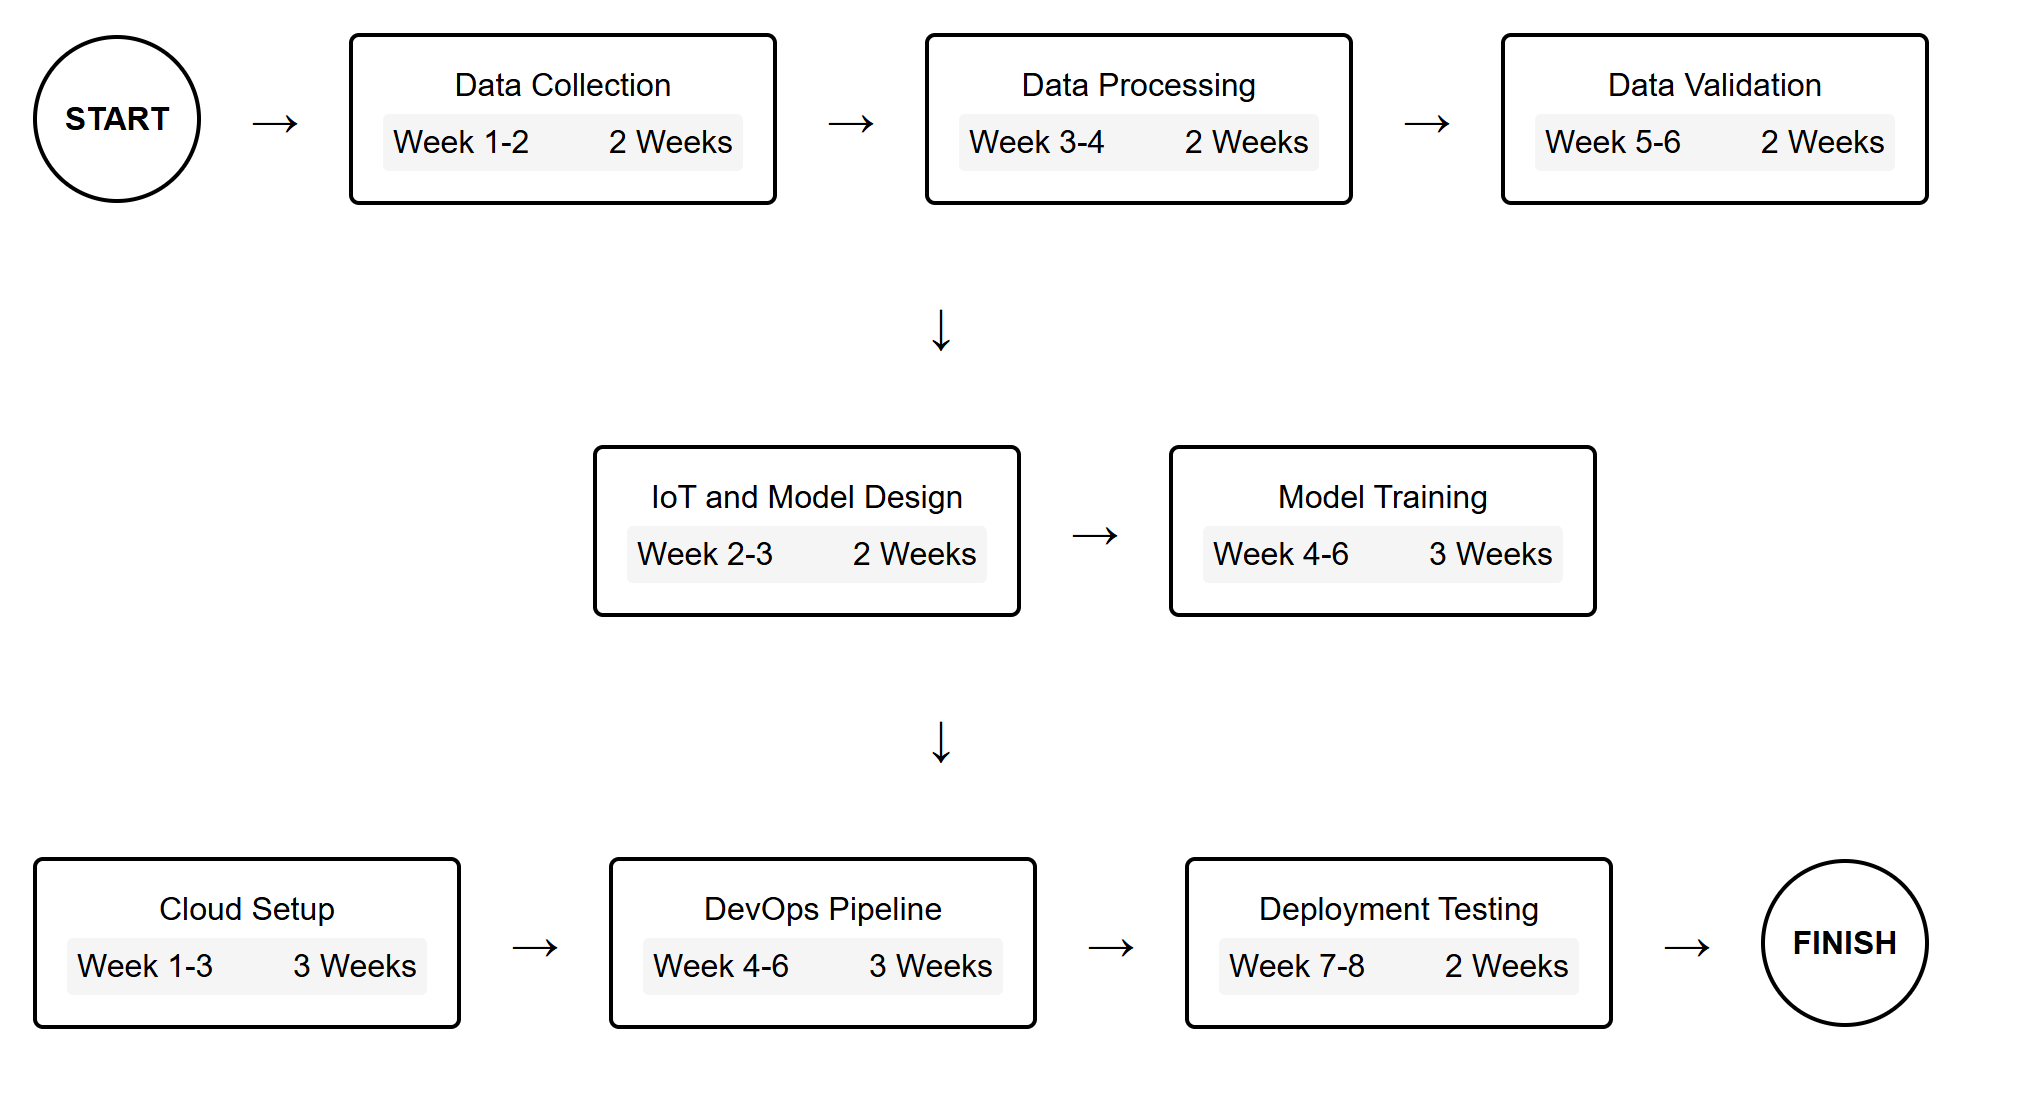 START
→
Data Collection
Week 1-2 2 Weeks
→
Data Processing
Week 3-4 2 Weeks
→
Data Validation
Week 5-6 2 Weeks
↓
IoT and Model Design
Week 2-3 2 Weeks
→
Model Training
Week 4-6 3 Weeks
↓
Cloud Setup
Week 1-3 3 Weeks
→
DevOps Pipeline
Week 4-6 3 Weeks
→
Deployment Testing
Week 7-8 2 Weeks
→
FINISH